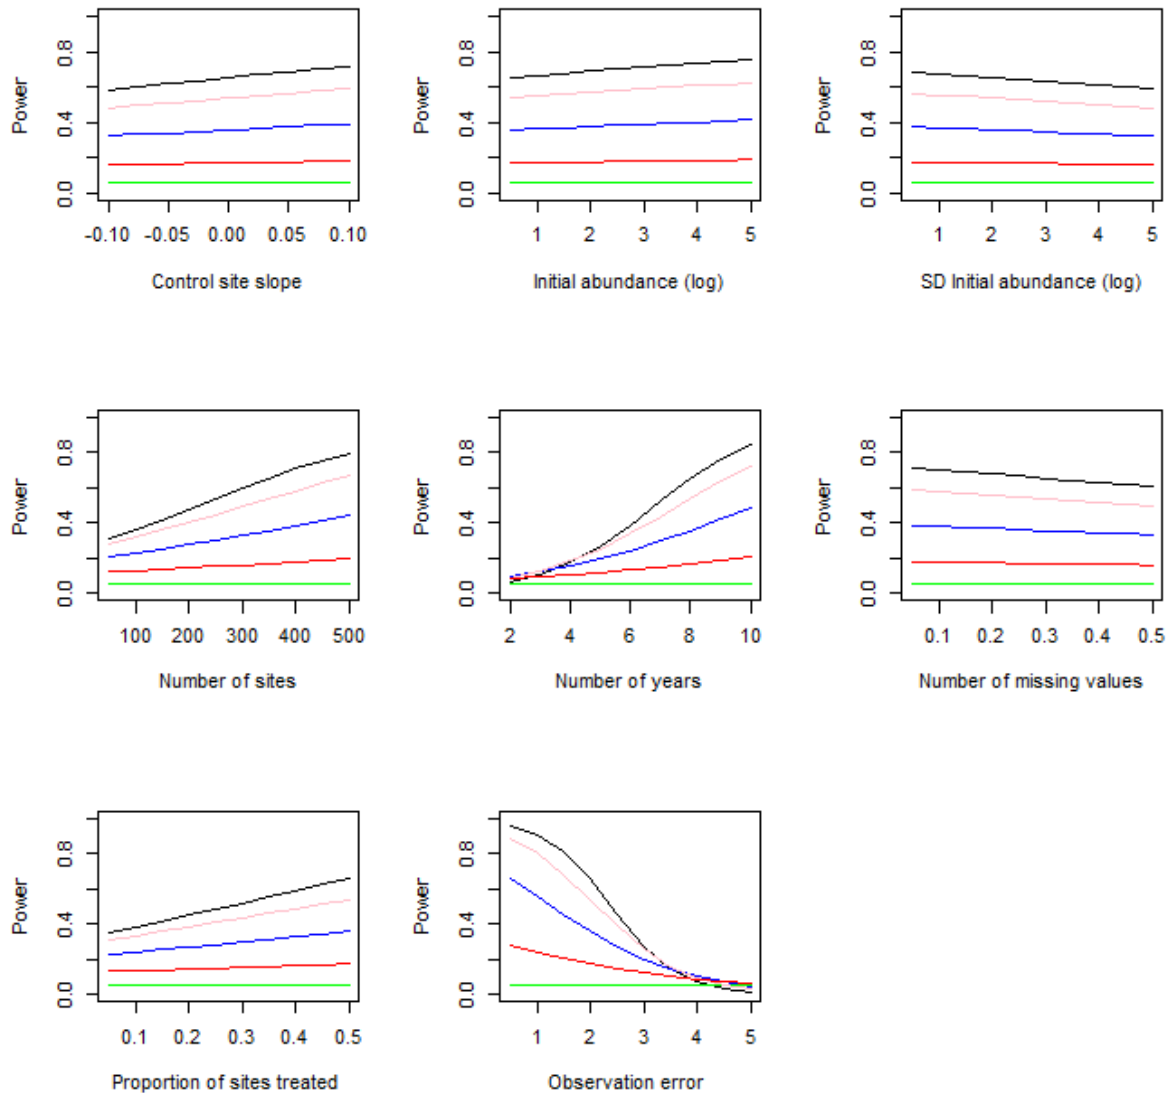 Power
0.0 0.4 0.8
-0.10 -0.05 0.00 0.05 0.10
Control site slope
Power
0.0 0.4 0.8
1 2 3 4 5
Initial abundance (log)
Power
0.0 0.4 0.8
1 2 3 4 5
SD Initial abundance (log)
Power
0.0 0.4 0.8
100 200 300 400 500
Number of sites
Power
0.0 0.4 0.8
2 4 6 8 10
Number of years
Power
0.0 0.4 0.8
0.1 0.2 0.3 0.4 0.5
Number of missing values
Power
0.0 0.4 0.8
0.1 0.2 0.3 0.4 0.5
Proportion of sites treated
Power
0.0 0.4 0.8
1 2 3 4 5
Observation error